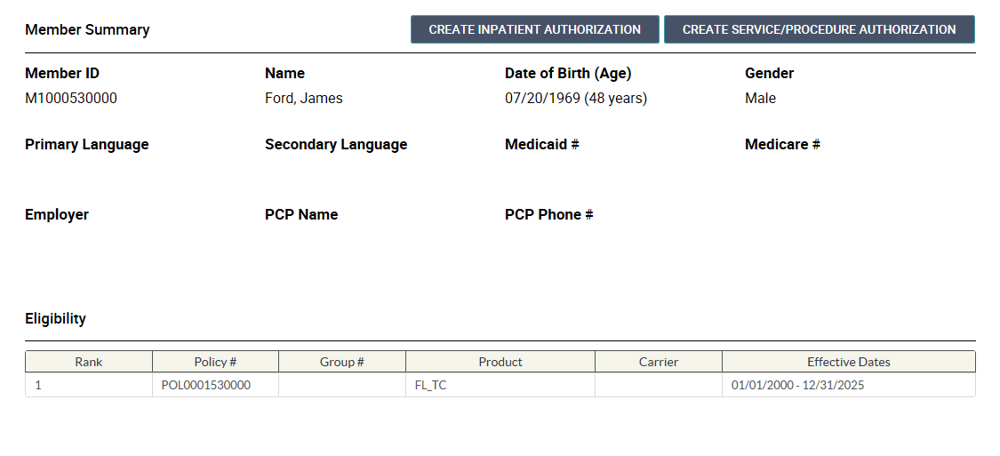 Member Summary CREATE INPATIENT AUTHORIZATION CREATE SERVICE/PROCEDURE AUTHORIZATION
Member ID Name Date of Birth (Age) Gender
M1000530000 Ford, James 07/20/1969 (48 years) Male
Primary Language Secondary Language Medicaid # Medicare #
Employer PCP Name PCP Phone #
Eligibility
Rank Policy # Group # Product Carrier Effective Dates
1 POL0001530000 FL_TC 01/01/2000 - 12/31/2025